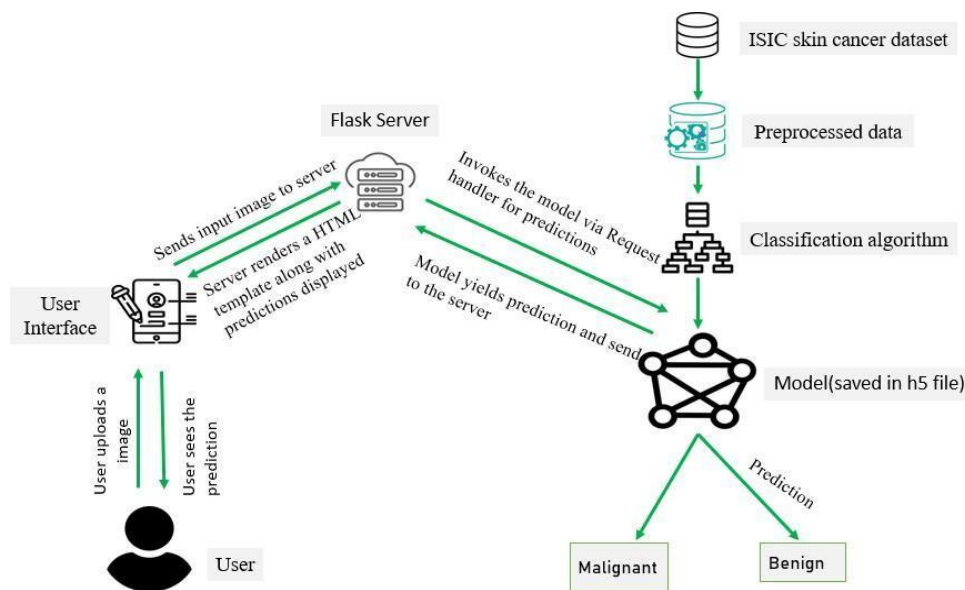 ISIC skin cancer dataset
Flask Server
Preprocessed data
Sends input image to server
Server renders a HTML
template along with
predictions displayed
Invokes the model via Request
handler for predictions
Model yields prediction and send
to the server
Classification algorithm
User
Interface
Model(saved in h5 file)
User uploads a
image
User sees the
prediction
Prediction
User
Malignant
Benign